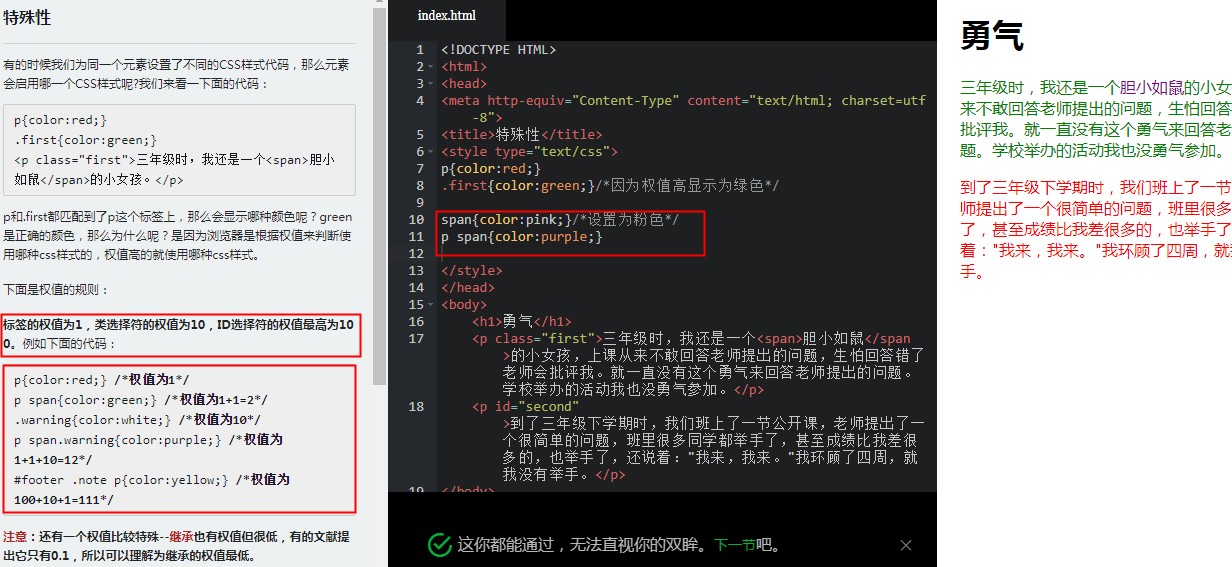 特殊性
有的时候我们为同一个元素设置了不同的CSS样式代码，那么元素
会启用哪一个CSS样式呢?我们来看一下面的代码：
p{color:red;}
.first{color:green;}
<p class="first">三年级时，我还是一个<span>胆小
如鼠</span>的小女孩。</p>
p和.first都匹配到了p这个标签上，那么会显示哪种颜色呢？green
是正确的颜色，那么为什么呢？是因为浏览器是根据权值来判断使
用哪种css样式的，权值高的就使用哪种css样式。
下面是权值的规则：
标签的权值为1，类选择符的权值为10，ID选择符的权值最高为10
0。例如下面的代码：
p{color:red;} /*权值为1*/
p span{color:green;} /*权值为1+1=2*/
.warning{color:white;} /*权值为10*/
p span.warning{color:purple;} /*权值为
1+1+10=12*/
#footer .note p{color:yellow;} /*权值为
100+10+1=111*/
注意：还有一个权值比较特殊--继承也有权值但很低，有的文献提
出它只有0.1，所以可以理解为继承的权值最低。
index.html
1 <!DOCTYPE HTML>
2 <html>
3 <head>
4 <meta http-equiv="Content-Type" content="text/html; charset=utf
-8">
5 <title>特殊性</title>
6 <style type="text/css">
7 p{color:red;}
8 .first{color:green;}/*因为权值高显示为绿色*/
9
10 span{color:pink;}/*设置为粉色*/
11 p span{color:purple;}
12
13 </style>
14 </head>
15 <body>
16 <h1>勇气</h1>
17 <p class="first">三年级时，我还是一个<span>胆小如鼠</span
>的小女孩，上课从来不敢回答老师提出的问题，生怕回答错了
老师会批评我。就一直没有这个勇气来回答老师提出的问题。
学校举办的活动我也没勇气参加。</p>
18 <p id="second"
>到了三年级下学期时，我们班上了一节公开课，老师提出了一
个很简单的问题，班里很多同学都举手了，甚至成绩比我差很
多的，也举手了，还说着："我来，我来。"我环顾了四周，就
我没有举手。</p>
19 </body>
这你都能通过，无法直视你的双眸。下一节吧。
勇气
三年级时，我还是一个胆小如鼠的小女
来不敢回答老师提出的问题，生怕回答
批评我。就一直没有这个勇气来回答老
题。学校举办的活动我也没勇气参加。
到了三年级下学期时，我们班上了一节
师提出了一个很简单的问题，班里很多
了，甚至成绩比我差很多的，也举手了
着："我来，我来。"我环顾了四周，就
手。